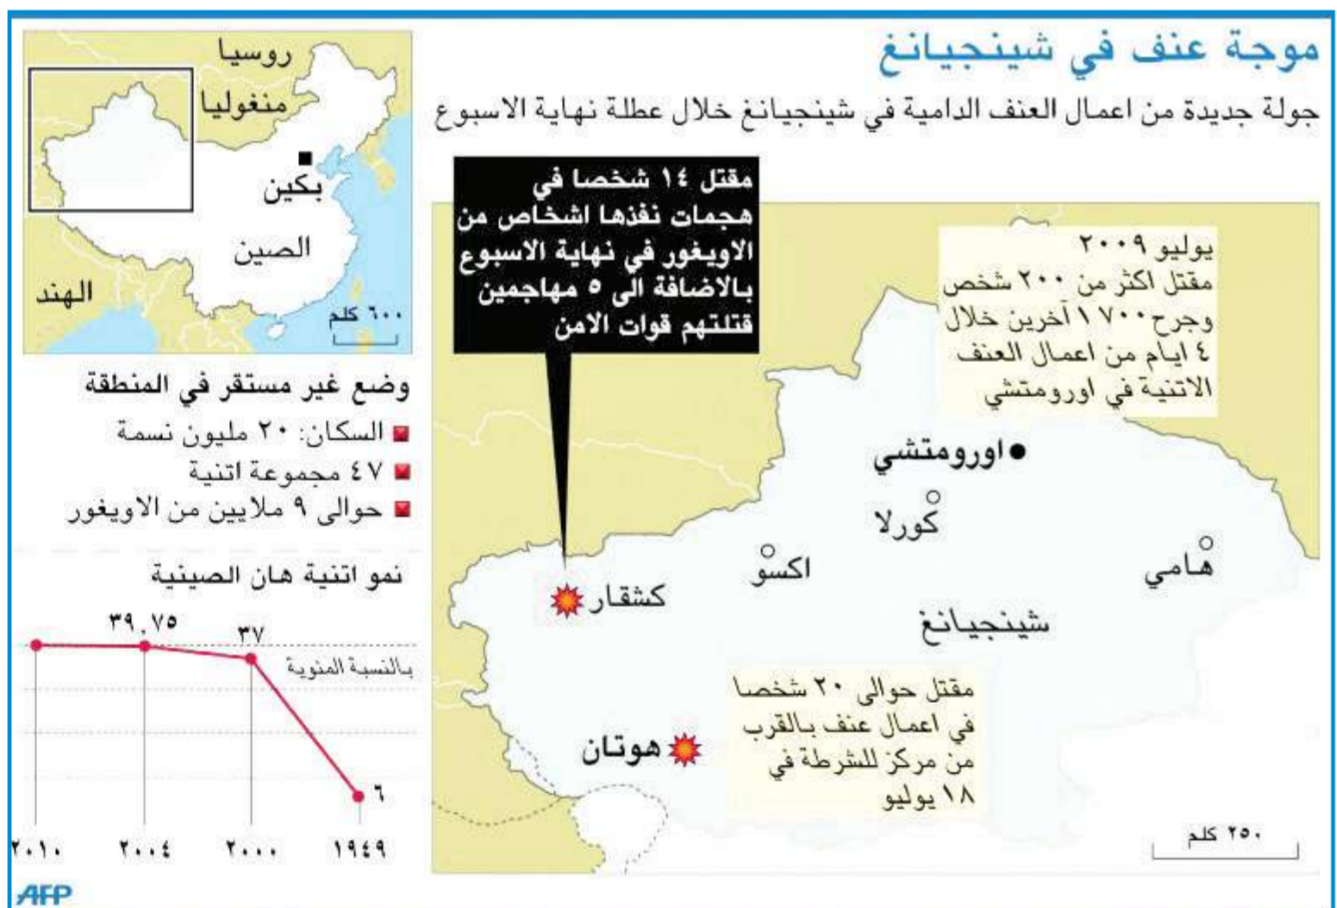 موجة عنف في شينجيانغ
جولة جديدة من اعمال العنف الدامية في شينجيانغ خلال عطلة نهاية الاسبوع
مقتل ١٤ شخصا في
هجمات نفذها اشخاص من
الاويغور في نهاية الاسبوع
بالاضافة الى ٥ مهاجمين
قتلتهم قوات الامن
يوليو ٢٠٠٩
مقتل اكثر من ٢٠٠ شخص
وجرح ١٧٠٠ آخرين خلال
٤ ايام من اعمال العنف
الاتنية في اورومتشي
اورومتشي
كورلا
هامي
اكسو
كشقار
شينجيانغ
هوتان
مقتل حوالى ٢٠ شخصا
في اعمال عنف بالقرب
من مركز للشرطة في
١٨ يوليو
٢٥٠ كلم
روسيا
منغوليا
بكين
الصين
الهند
٦٠٠ كلم
وضع غير مستقر في المنطقة
السكان: ٢٠ مليون نسمة
٤٧ مجموعة اتنية
حوالى ٩ ملايين من الاويغور
نمو اتنية هان الصينية
بالنسبة المئوية
٦
٣٧
٣٩,٧٥
١٩٤٩
٢٠٠٠
٢٠٠٤
٢٠١٠
AFP